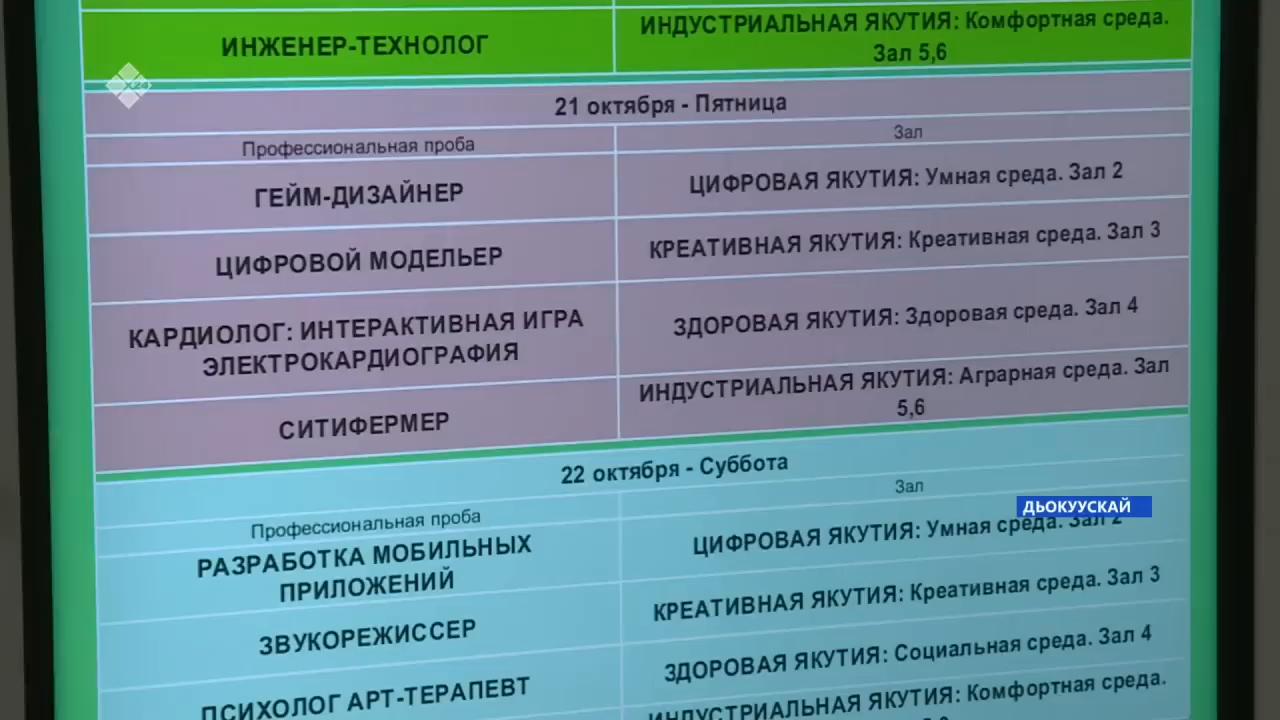 ИНЖЕНЕР-ТЕХНОЛОГ
ИНДУСТРИАЛЬНАЯ ЯКУТИЯ: Комфортная среда.
Зал 5,6
21 октября - Пятница
Профессиональная проба
Зал
ГЕЙМ-ДИЗАЙНЕР
ЦИФРОВАЯ ЯКУТИЯ: Умная среда. Зал 2
ЦИФРОВОЙ МОДЕЛЬЕР
КРЕАТИВНАЯ ЯКУТИЯ: Креативная среда. Зал 3
КАРДИОЛОГ: ИНТЕРАКТИВНАЯ ИГРА
ЭЛЕКТРОКАРДИОГРАФИЯ
ЗДОРОВАЯ ЯКУТИЯ: Здоровая среда. Зал 4
СИТИФЕРМЕР
ИНДУСТРИАЛЬНАЯ ЯКУТИЯ: Аграрная среда. Зал
5,6
22 октября - Суббота
Профессиональная проба
Зал
ДЬОКУУСКАЙ
РАЗРАБОТКА МОБИЛЬНЫХ
ПРИЛОЖЕНИЙ
ЦИФРОВАЯ ЯКУТИЯ: Умная среда. Зал 2
ЗВУКОРЕЖИССЕР
КРЕАТИВНАЯ ЯКУТИЯ: Креативная среда. Зал 3
ПСИХОЛОГ АРТ-ТЕРАПЕВТ
ЗДОРОВАЯ ЯКУТИЯ: Социальная среда. Зал 4
ИНДУСТРИАЛЬНАЯ ЯКУТИЯ: Комфортная среда.